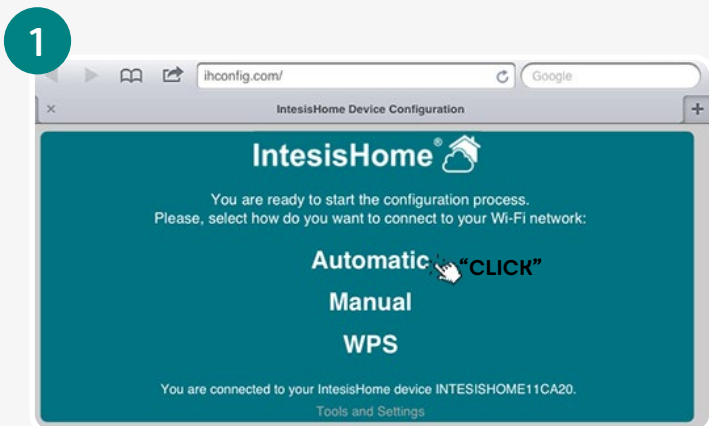 1
ihconfig.com/
Google
IntesisHome Device Configuration
IntesisHome®
You are ready to start the configuration process.
Please, select how do you want to connect to your Wi-Fi network:
Automatic
"CLICK"
Manual
WPS
You are connected to your IntesisHome device INTESISHOME11CA20.
Tools and Settings